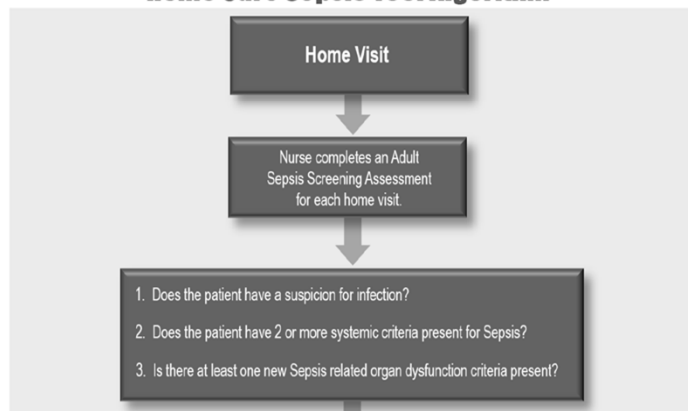 Home Visit
Nurse completes an Adult
Sepsis Screening Assessment
for each home visit.
1. Does the patient have a suspicion for infection?
2. Does the patient have 2 or more systemic criteria present for Sepsis?
3. Is there at least one new Sepsis related organ dysfunction criteria present?